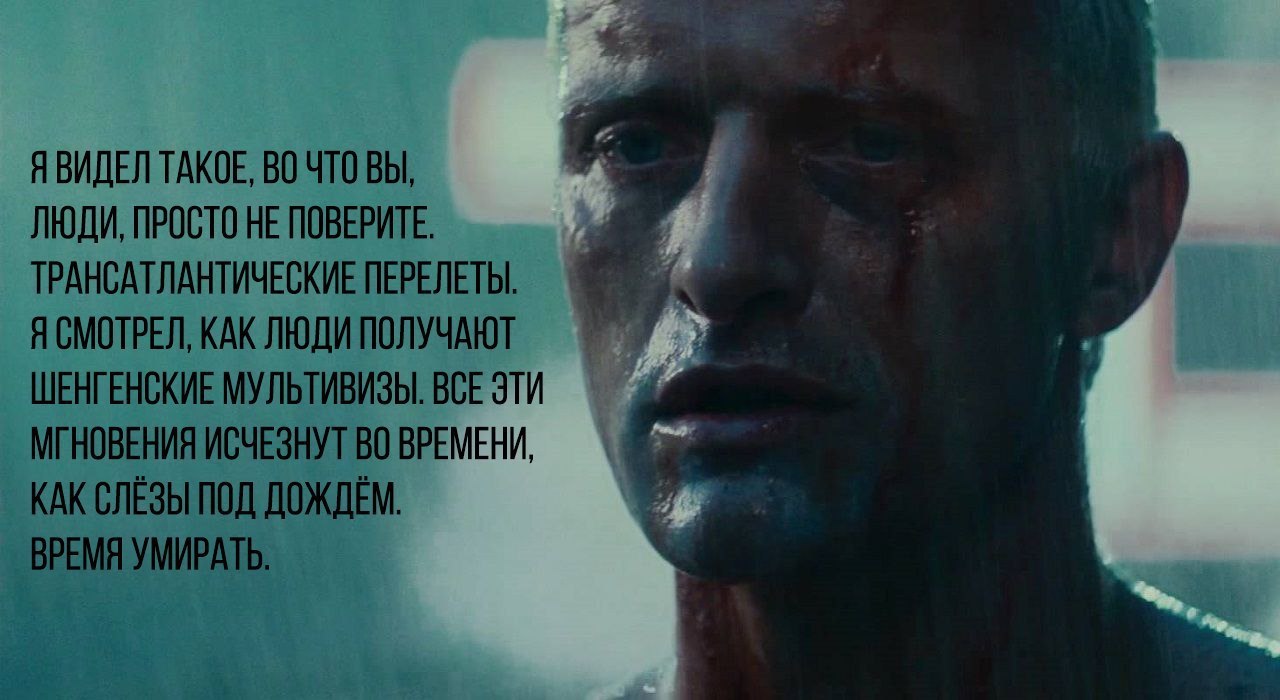 Я ВИДЕЛ ТАКОЕ, ВО ЧТО ВЫ,
ЛЮДИ, ПРОСТО НЕ ПОВЕРИТЕ.
ТРАНСАТЛАНТИЧЕСКИЕ ПЕРЕЛЕТЫ.
Я СМОТРЕЛ, КАК ЛЮДИ ПОЛУЧАЮТ
ШЕНГЕНСКИЕ МУЛЬТИВИЗЫ. ВСЕ ЭТИ
МГНОВЕНИЯ ИСЧЕЗНУТ ВО ВРЕМЕНИ,
КАК СЛЁЗЫ ПОД ДОЖДЁМ.
ВРЕМЯ УМИРАТЬ.